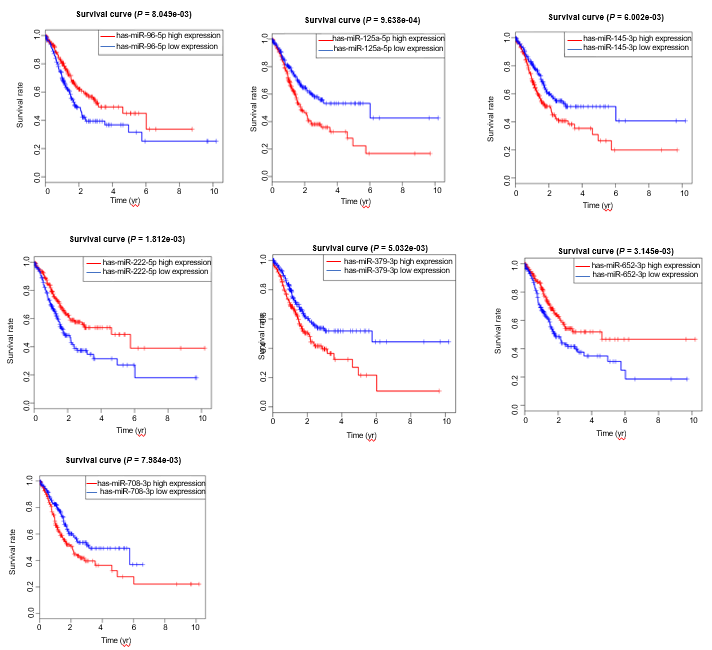 Survival curve (P = 8.049e-03)
has-miR-96-5p high expression
has-miR-96-5p low expression
Survival rate
0.0 0.2 0.4 0.6 0.8 1.0
0 2 4 6 8 10
Time (yr)
Survival curve (P = 9.638e-04)
has-miR-125a-5p high expression
has-miR-125a-5p low expression
Survival rate
0.0 0.2 0.4 0.6 0.8 1.0
0 2 4 6 8 10
Time (yr)
Survival curve (P = 6.002e-03)
has-miR-145-3p high expression
has-miR-145-3p low expression
Survival rate
0.0 0.2 0.4 0.6 0.8 1.0
0 2 4 6 8 10
Time (yr)
Survival curve (P = 1.812e-03)
has-miR-222-5p high expression
has-miR-222-5p low expression
Survival rate
0.0 0.2 0.4 0.6 0.8 1.0
0 2 4 6 8 10
Time (yr)
Survival curve (P = 5.032e-03)
has-miR-379-3p high expression
has-miR-379-3p low expression
Survival rate
0.0 0.2 0.4 0.6 0.8 1.0
0 2 4 6 8 10
Time (yr)
Survival curve (P = 3.145e-03)
has-miR-652-3p high expression
has-miR-652-3p low expression
Survival rate
0.0 0.2 0.4 0.6 0.8 1.0
0 2 4 6 8 10
Time (yr)
Survival curve (P = 7.984e-03)
has-miR-708-3p high expression
has-miR-708-3p low expression
Survival rate
0.0 0.2 0.4 0.6 0.8 1.0
0 2 4 6 8 10
Time (yr)